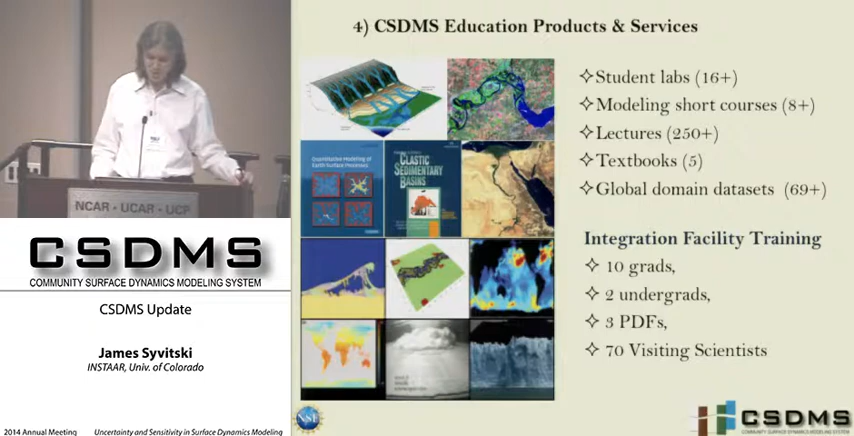 4) CSDMS Education Products & Services
NCAR · UCAR · UCP
CSDMS
COMMUNITY SURFACE DYNAMICS MODELING SYSTEM
CSDMS Update
James Syvitski
INSTAAR, Univ. of Colorado
2014 Annual Meeting
Uncertainty and Sensitivity in Surface Dynamics Modeling
Quantitative Modeling of
Earth Surface Processes
CLASTIC
SEDIMENTARY
BASINS
Student labs (16+)
Modeling short courses (8+)
Lectures (250+)
Textbooks (5)
Global domain datasets (69+)
Integration Facility Training
10 grads,
2 undergrads,
3 PDFs,
70 Visiting Scientists
NSF
CSDMS
COMMUNITY SURFACE DYNAMICS MODELING SYSTEM